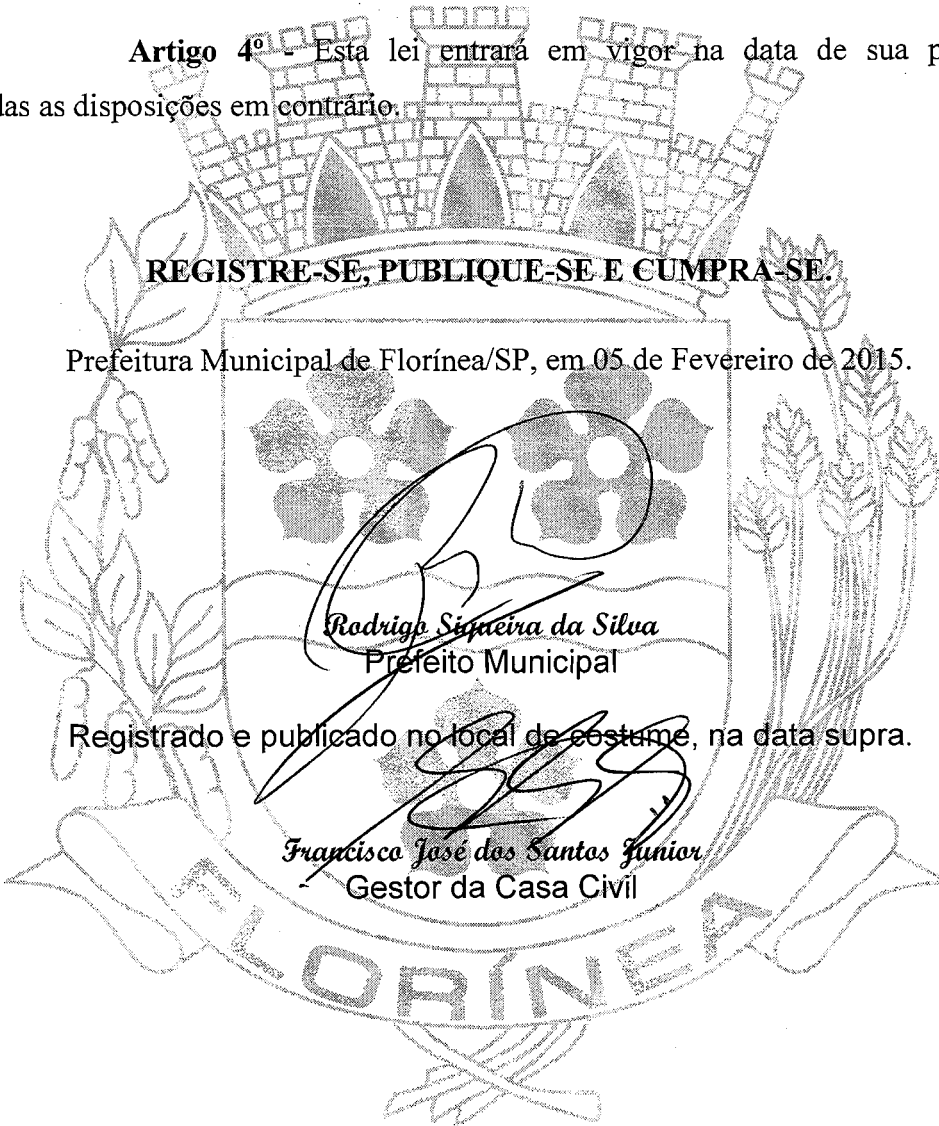 Artigo 4º - Esta lei entrará em vigor na data de sua p
das as disposições em contrário.
REGISTRE-SE, PUBLIQUE-SE E CUMPRA-SE.
Prefeitura Municipal de Florínea/SP, em 05 de Fevereiro de 2015.
Rodrigo Siqueira da Silva
Prefeito Municipal
Registrado e publicado no local de costume, na data supra.
Francisco José dos Santos Junior
Gestor da Casa Civil
FLORÍNEA